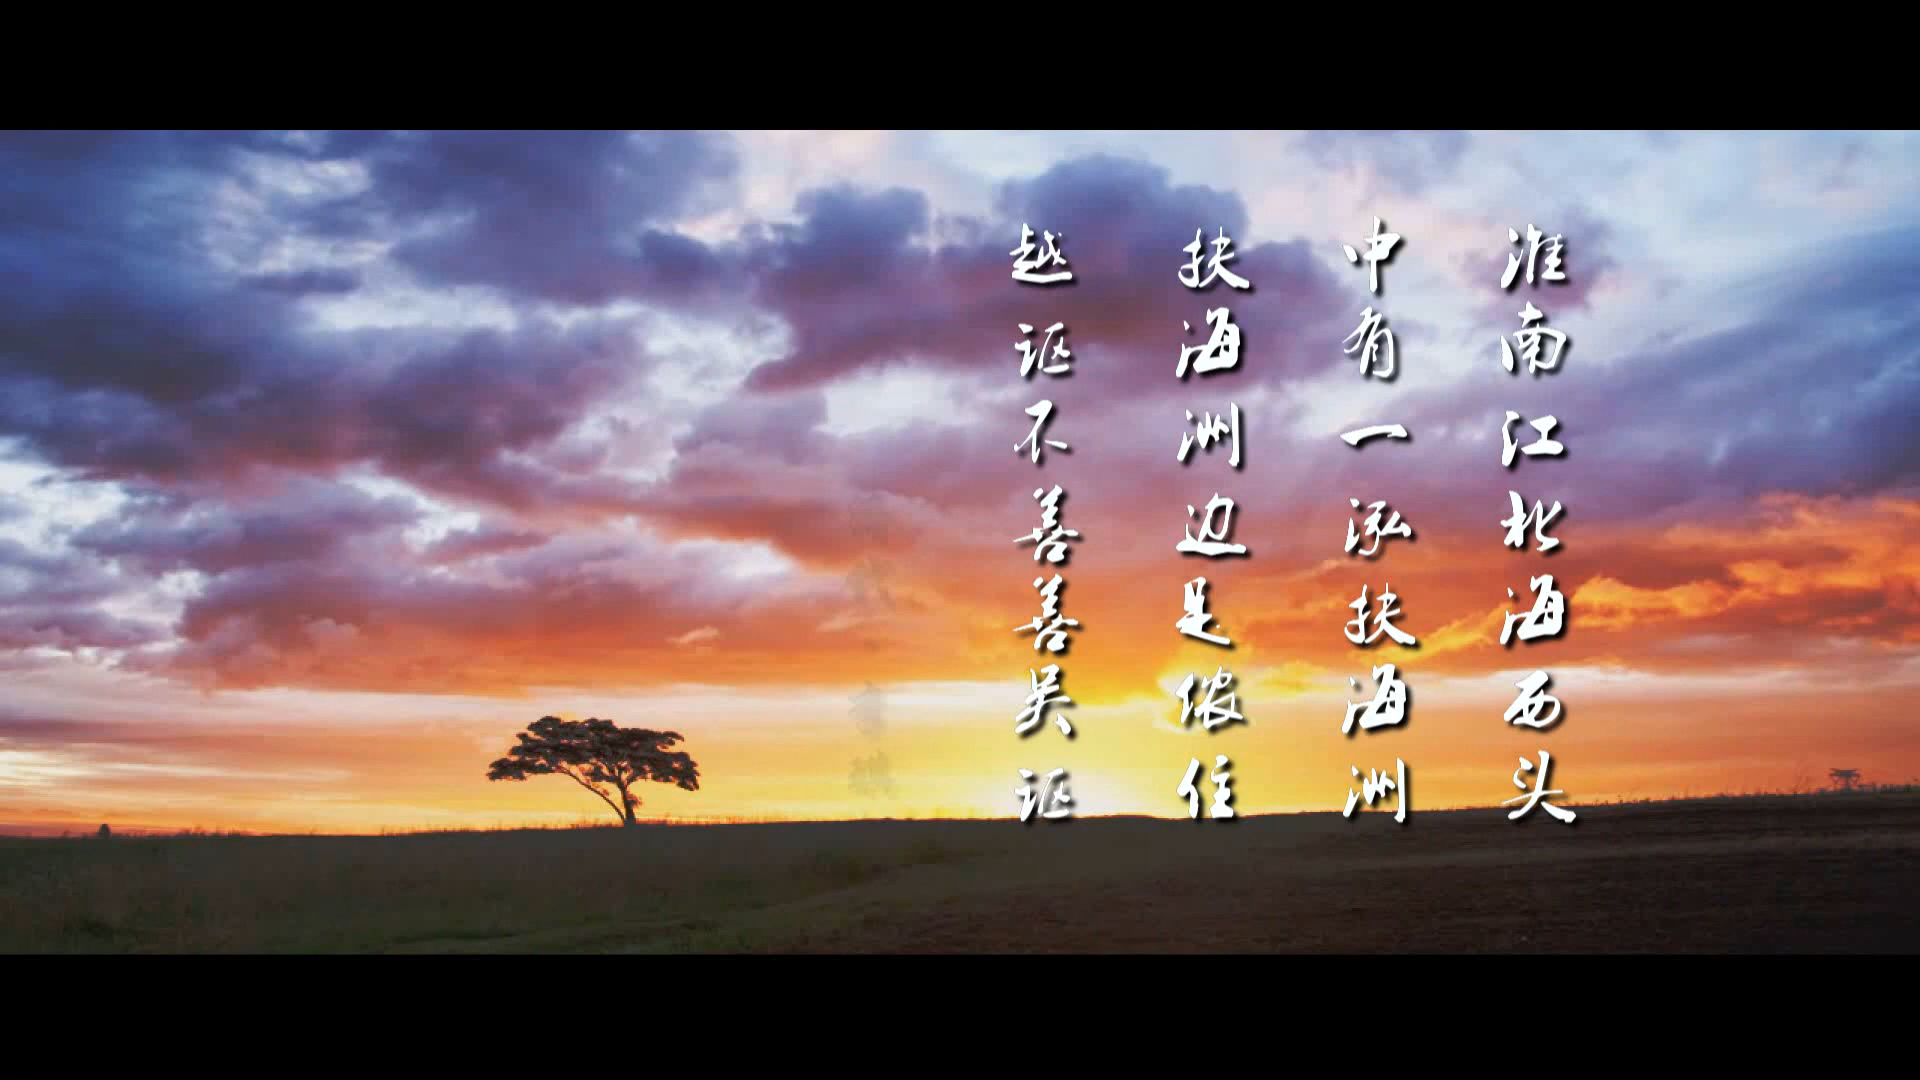 淮南江北海西头
中有一泓扶海洲
扶海洲边是侬住
越讴不善善吴讴